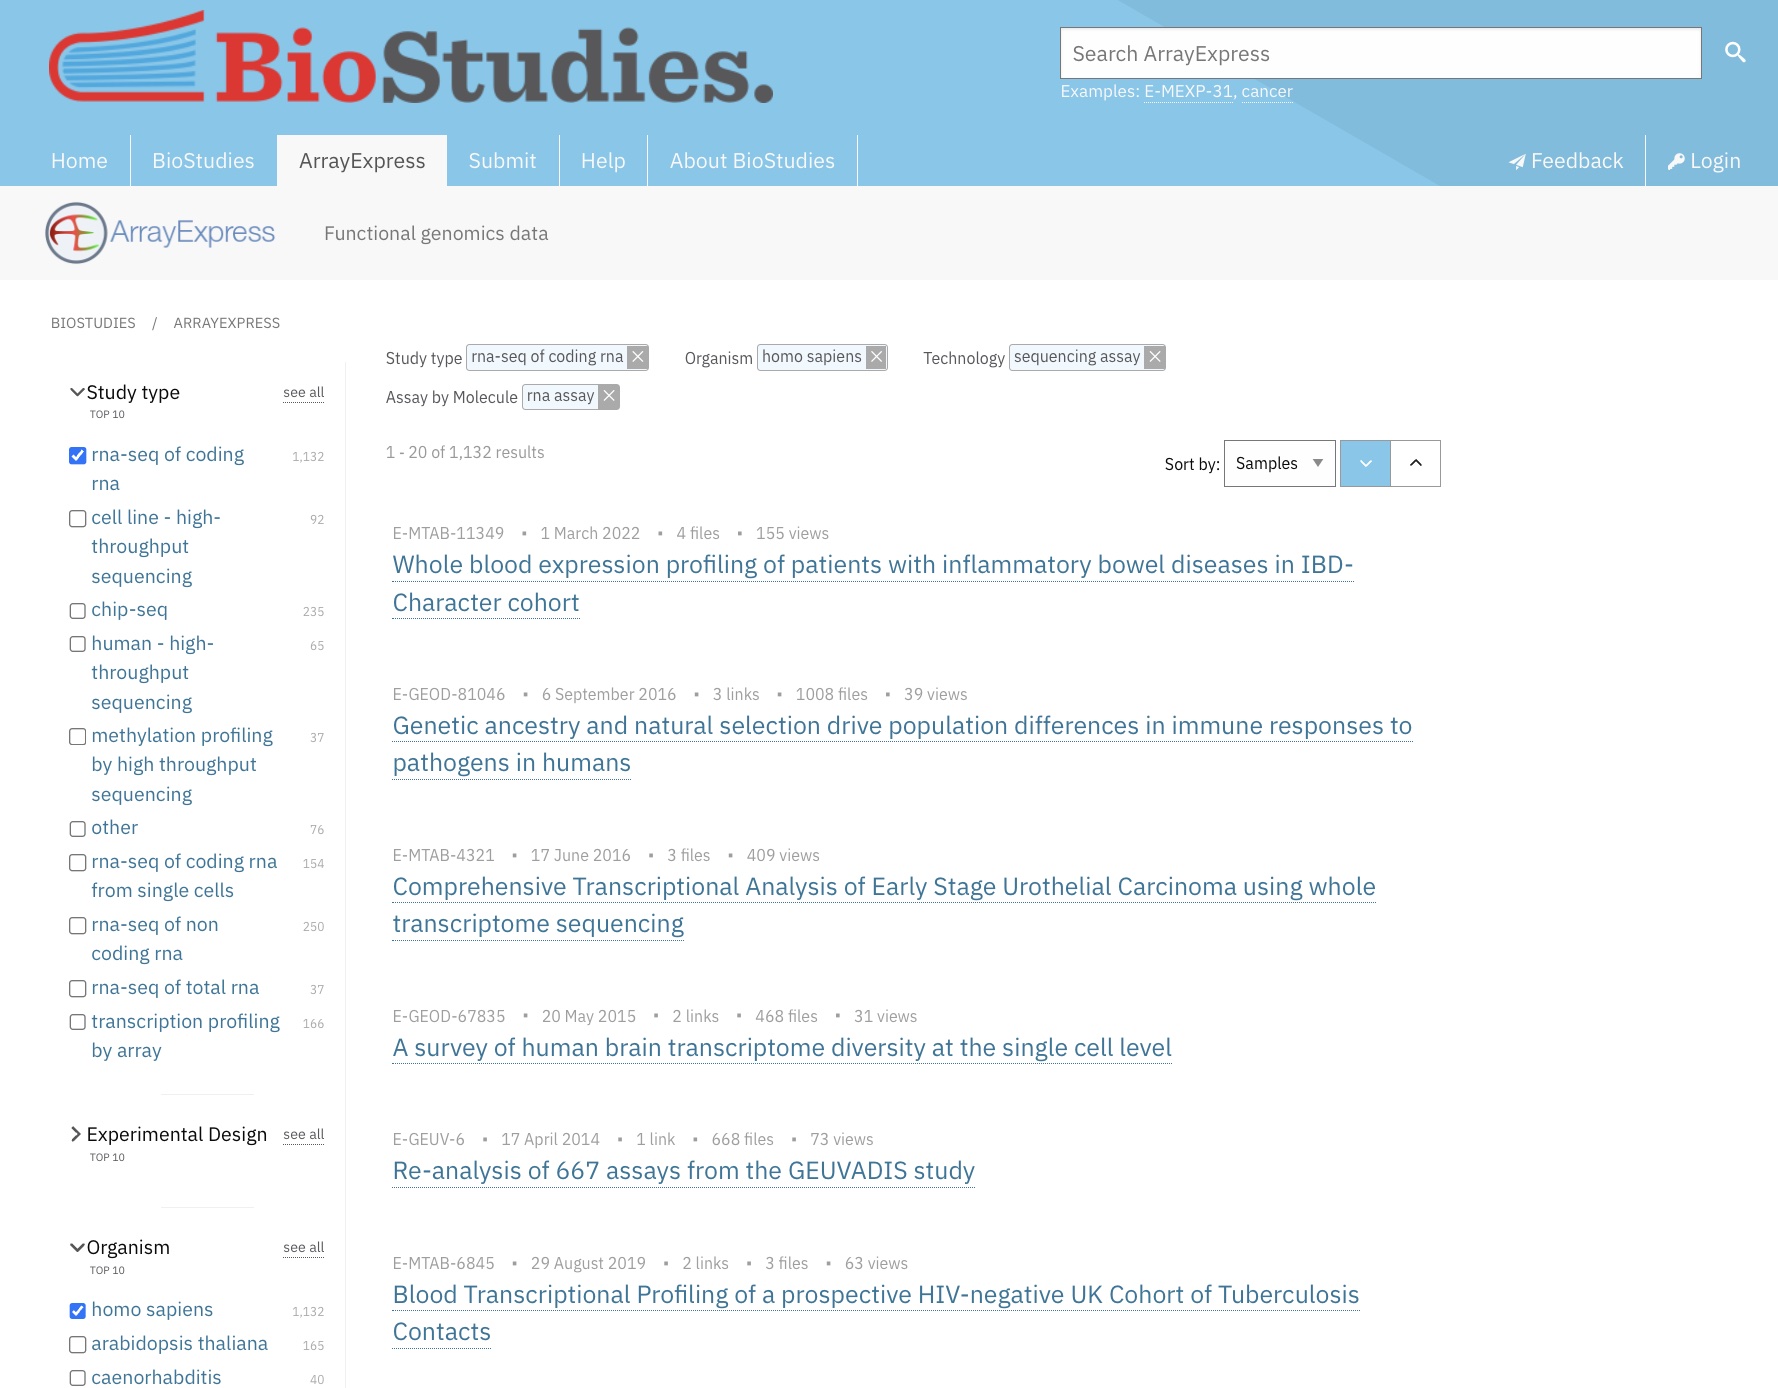 BioStudies.
Search ArrayExpress
Examples: E-MEXP-31, cancer
Home BioStudies ArrayExpress Submit Help About BioStudies Feedback Login
ArrayExpress Functional genomics data
BIOSTUDIES / ARRAYEXPRESS
Study type see all
TOP 10
rna-seq of coding 1,132
rna
cell line - high- 92
throughput
sequencing
chip-seq 235
human - high- 65
throughput
sequencing
methylation profiling 37
by high throughput
sequencing
other 76
rna-seq of coding rna 154
from single cells
rna-seq of non 250
coding rna
rna-seq of total rna 37
transcription profiling 166
by array
Experimental Design see all
TOP 10
Organism see all
TOP 10
homo sapiens 1,132
arabidopsis thaliana 165
caenorhabditis 40
Study type rna-seq of coding rna Organism homo sapiens Technology sequencing assay
Assay by Molecule rna assay
1 - 20 of 1,132 results
Sort by: Samples
E-MTAB-11349 ▪ 1 March 2022 ▪ 4 files ▪ 155 views
Whole blood expression profiling of patients with inflammatory bowel diseases in IBD-
Character cohort
E-GEOD-81046 ▪ 6 September 2016 ▪ 3 links ▪ 1008 files ▪ 39 views
Genetic ancestry and natural selection drive population differences in immune responses to
pathogens in humans
E-MTAB-4321 ▪ 17 June 2016 ▪ 3 files ▪ 409 views
Comprehensive Transcriptional Analysis of Early Stage Urothelial Carcinoma using whole
transcriptome sequencing
E-GEOD-67835 ▪ 20 May 2015 ▪ 2 links ▪ 468 files ▪ 31 views
A survey of human brain transcriptome diversity at the single cell level
E-GEUV-6 ▪ 17 April 2014 ▪ 1 link ▪ 668 files ▪ 73 views
Re-analysis of 667 assays from the GEUVADIS study
E-MTAB-6845 ▪ 29 August 2019 ▪ 2 links ▪ 3 files ▪ 63 views
Blood Transcriptional Profiling of a prospective HIV-negative UK Cohort of Tuberculosis
Contacts